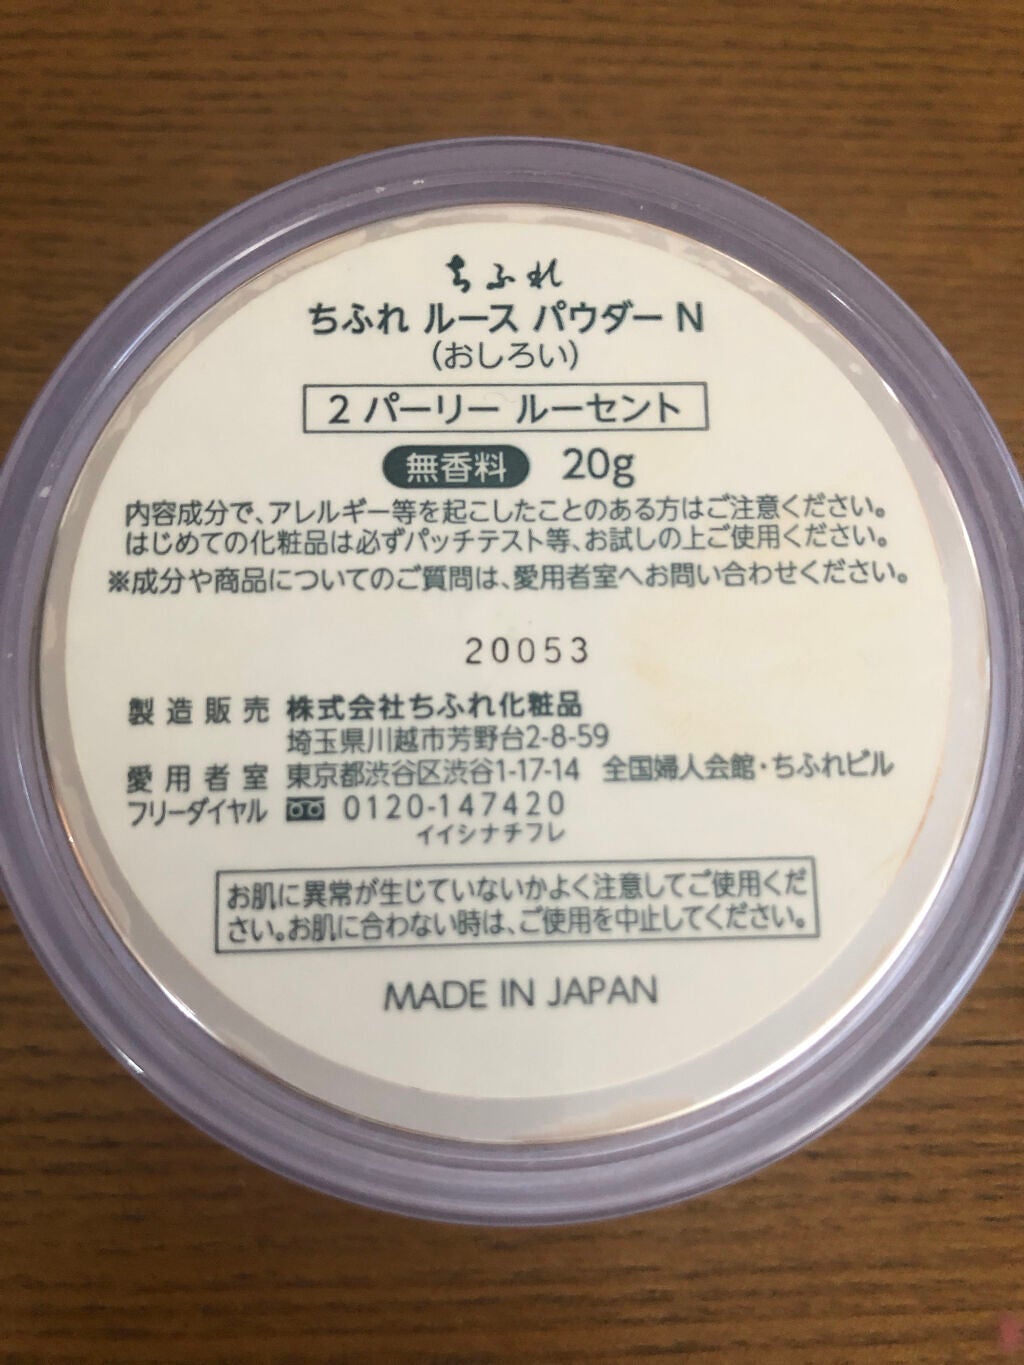 ちふれ
ちふれ ルース パウダー N
(おしろい)
2 パーリー ルーセント
無香料 20g
内容成分で、アレルギー等を起こしたことのある方はご注意ください。
はじめての化粧品は必ずパッチテスト等、お試しの上ご使用ください。
※成分や商品についてのご質問は、愛用者室へお問い合わせください。
20053
製造販売 株式会社ちふれ化粧品
埼玉県川越市芳野台2-8-59
愛用者室 東京都渋谷区渋谷1-17-14 全国婦人会館・ちふれビル
フリーダイヤル 0120-147420
イイシナチフレ
お肌に異常が生じていないかよく注意してご使用くだ
さい。お肌に合わない時は、ご使用を中止してください。
MADE IN JAPAN